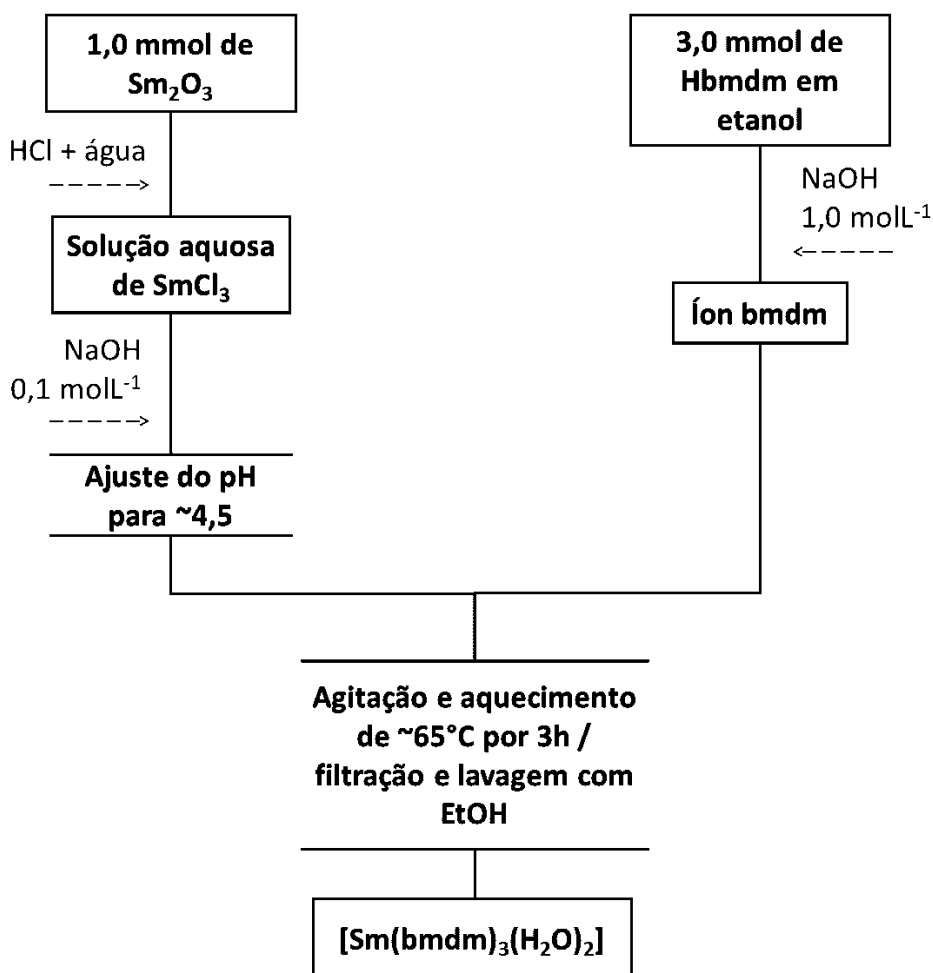 1,0 mmol de
Sm₂O₃
HCl + água
Solução aquosa
de SmCl₃
NaOH
0,1 molL⁻¹
Ajuste do pH
para ~4,5
3,0 mmol de
Hbmdm em
etanol
NaOH
1,0 molL⁻¹
Íon bmdm
Agitação e aquecimento
de ~65°C por 3h /
filtração e lavagem com
EtOH
[Sm(bmdm)₃(H₂O)₂]